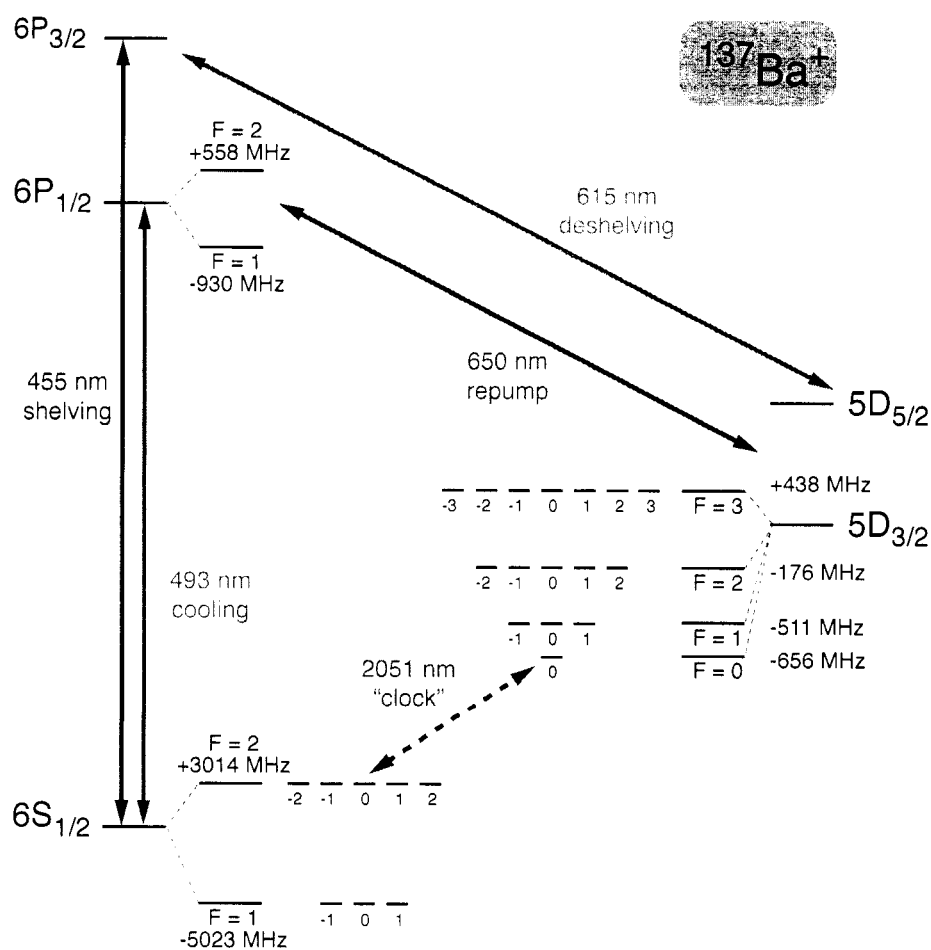 6P3/2
137Ba+
F = 2
+558 MHz
6P1/2
F = 1
-930 MHz
615 nm
deshelving
650 nm
repump
455 nm
shelving
5D5/2
+438 MHz
-3 -2 -1 0 1 2 3 F = 3
5D3/2
493 nm
cooling
-2 -1 0 1 2 F = 2 -176 MHz
-1 0 1 F = 1 -511 MHz
0 F = 0 -656 MHz
2051 nm
“clock”
F = 2
+3014 MHz
-2 -1 0 1 2
6S1/2
F = 1 -1 0 1
-5023 MHz